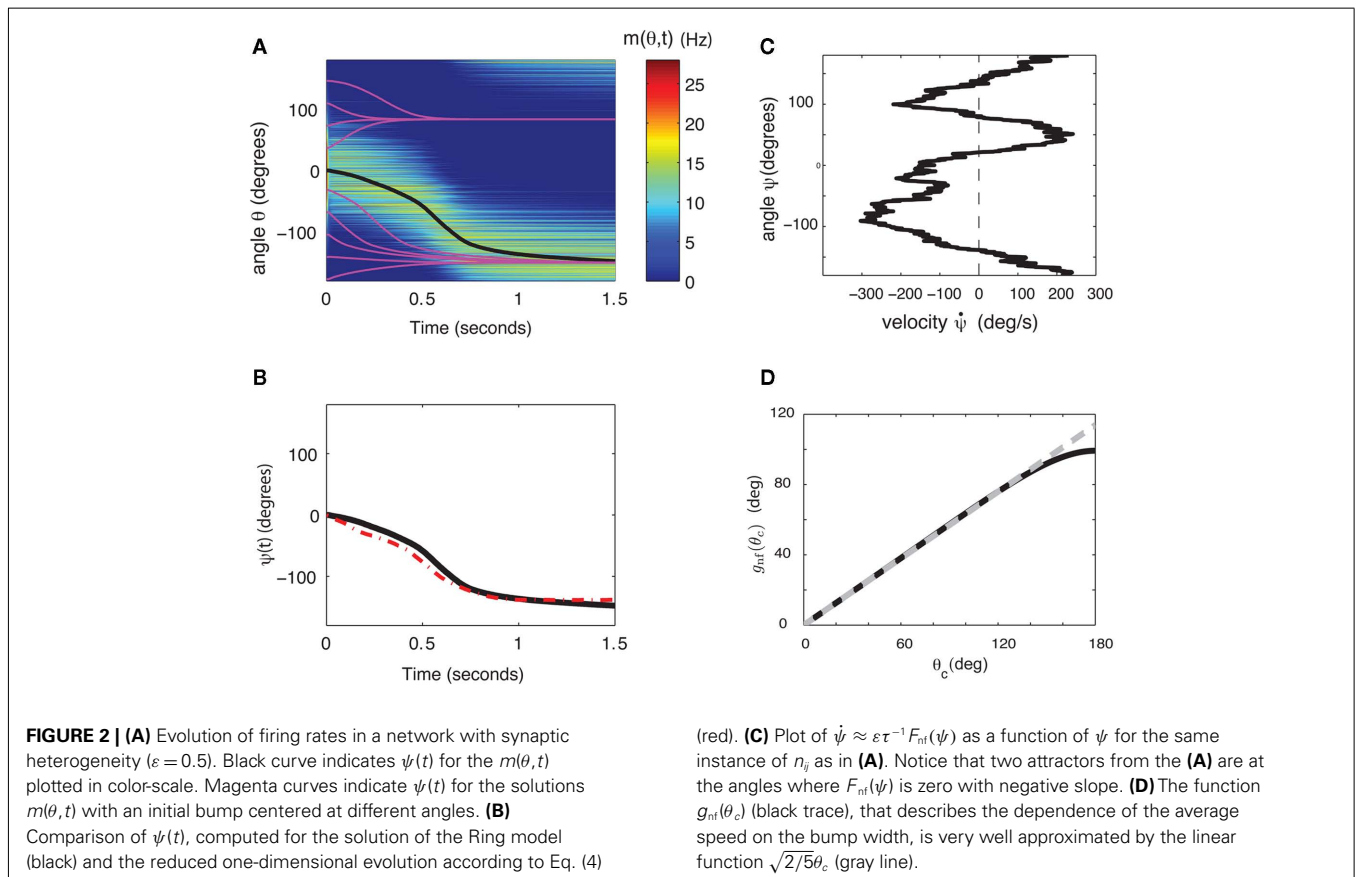 A
m(θ,t) (Hz)
angle θ (degrees)
100
0
−100
0
0.5
1
1.5
Time (seconds)
25
20
15
10
5
0
C
angle ψ(degrees)
100
0
−100
−300 −200 −100 0 100 200 300
velocity ψ̇ (deg/s)
B
ψ(t) (degrees)
100
0
−100
0
0.5
1
1.5
Time (seconds)
D
g_nf(θ_c) (deg)
120
80
40
0
0
60
120
180
θ_c(deg)
FIGURE 2 | (A) Evolution of firing rates in a network with synaptic
heterogeneity (ε = 0.5). Black curve indicates ψ(t) for the m(θ,t)
plotted in color-scale. Magenta curves indicate ψ(t) for the solutions
m(θ,t) with an initial bump centered at different angles. (B)
Comparison of ψ(t), computed for the solution of the Ring model
(black) and the reduced one-dimensional evolution according to Eq. (4)
(red). (C) Plot of ψ̇ ≈ ετ⁻¹F_nf(ψ) as a function of ψ for the same
instance of n_ij as in (A). Notice that two attractors from the (A) are at
the angles where F_nf(ψ) is zero with negative slope. (D) The function
g_nf(θ_c) (black trace), that describes the dependence of the average
speed on the bump width, is very well approximated by the linear
function √2/5θ_c (gray line).